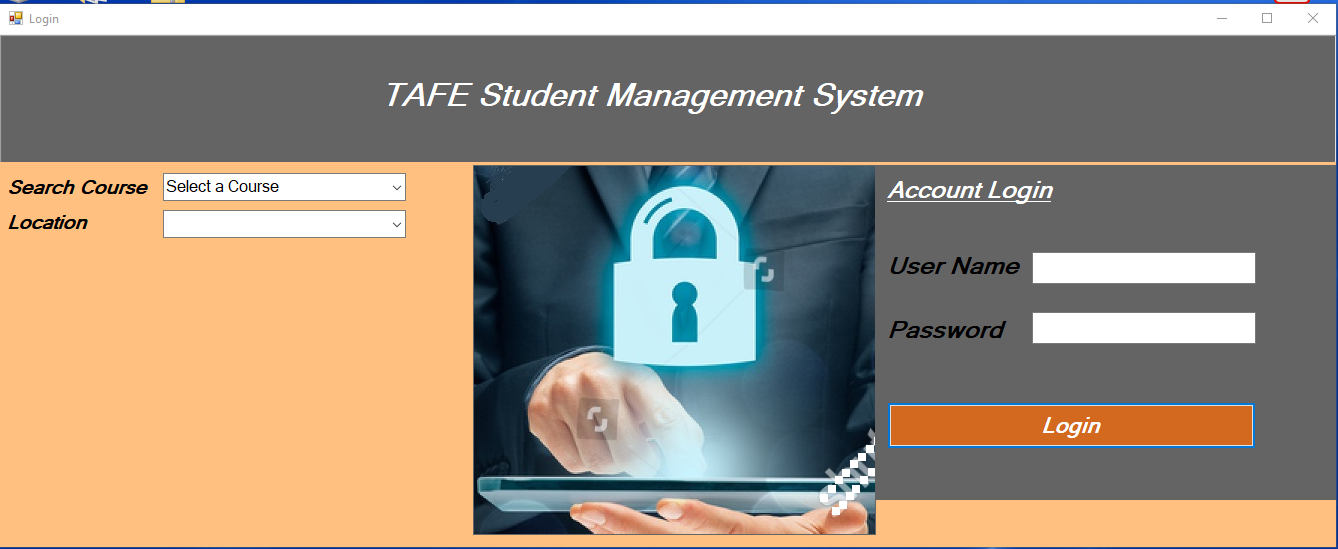 Login
TAFE Student Management System
Search Course
Select a Course
Location
Account Login
User Name
Password
Login